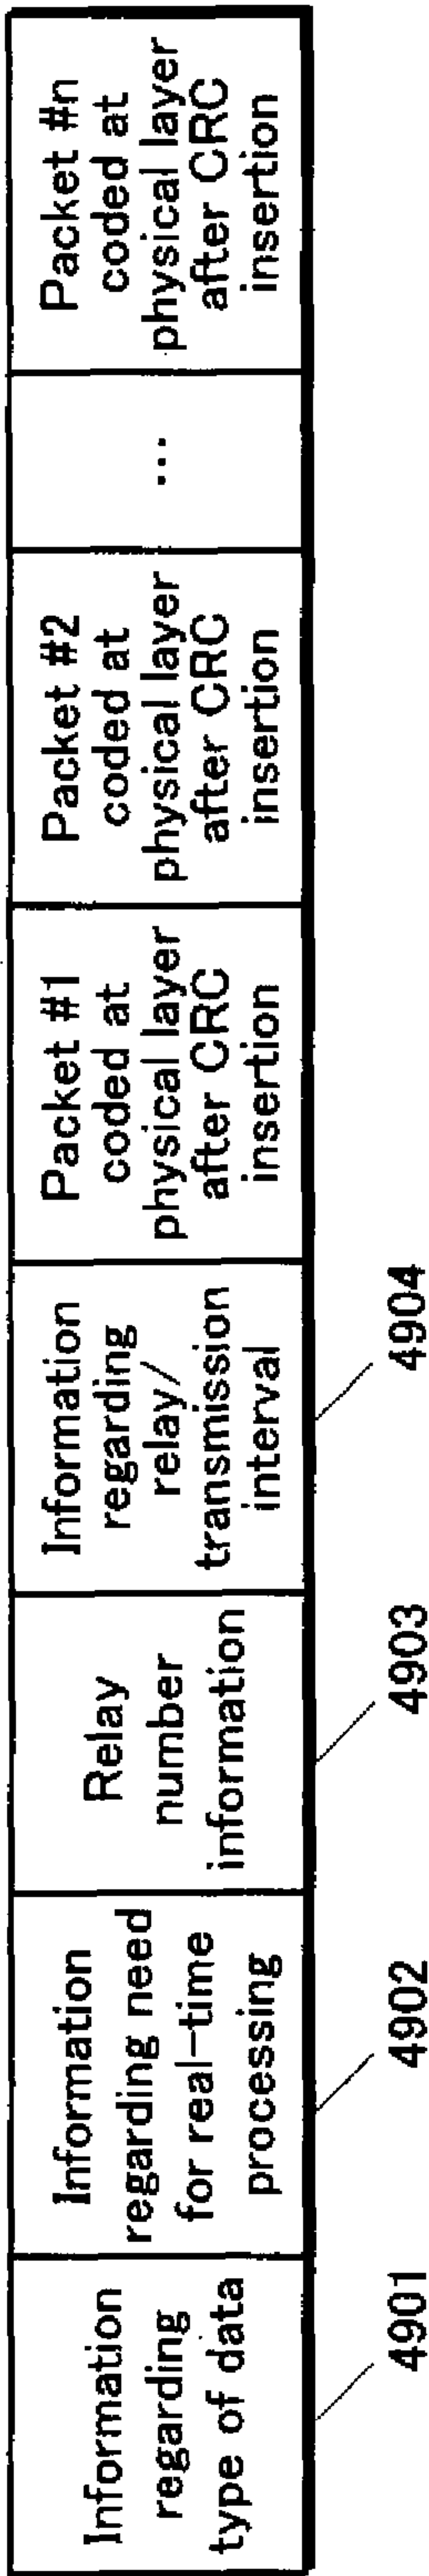 Information
regarding
type of data
Information
regarding need
for real-time
processing
Relay
number
information
Information
regarding
relay/
transmission
interval
Packet #1
coded at
physical layer
after CRC
insertion
Packet #2
coded at
physical layer
after CRC
insertion
...
Packet #n
coded at
physical layer
after CRC
insertion
4901
4902
4903
4904